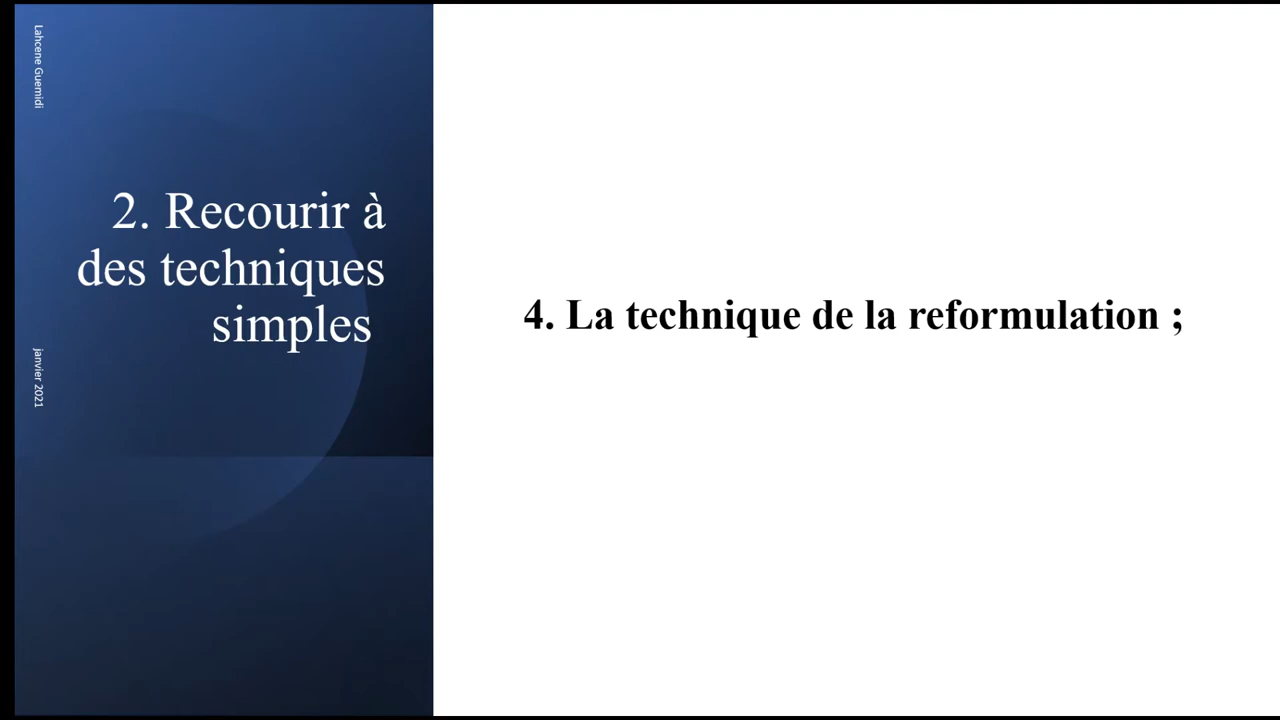 Lahcene Guemidi
2. Recourir à
des techniques
simples
janvier 2021
4. La technique de la reformulation ;